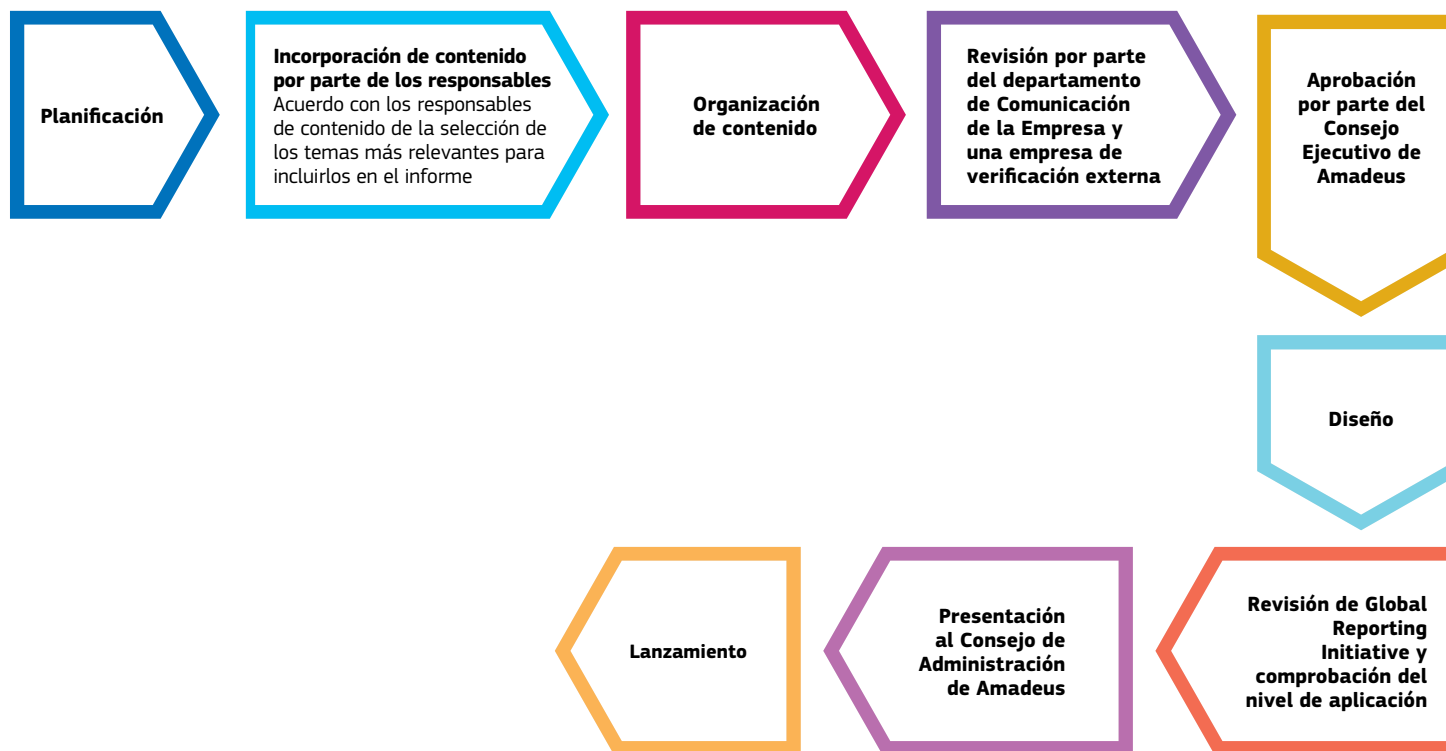 Planificación
Incorporación de contenido
por parte de los responsables
Acuerdo con los responsables
de contenido de la selección de
los temas más relevantes para
incluirlos en el informe
Organización
de contenido
Revisión por parte
del departamento
de Comunicación
de la Empresa y
una empresa de
verificación externa
Aprobación
por parte del
Consejo
Ejecutivo de
Amadeus
Diseño
Revisión de Global
Reporting
Initiative y
comprobación del
nivel de aplicación
Presentación
al Consejo de
Administración
de Amadeus
Lanzamiento